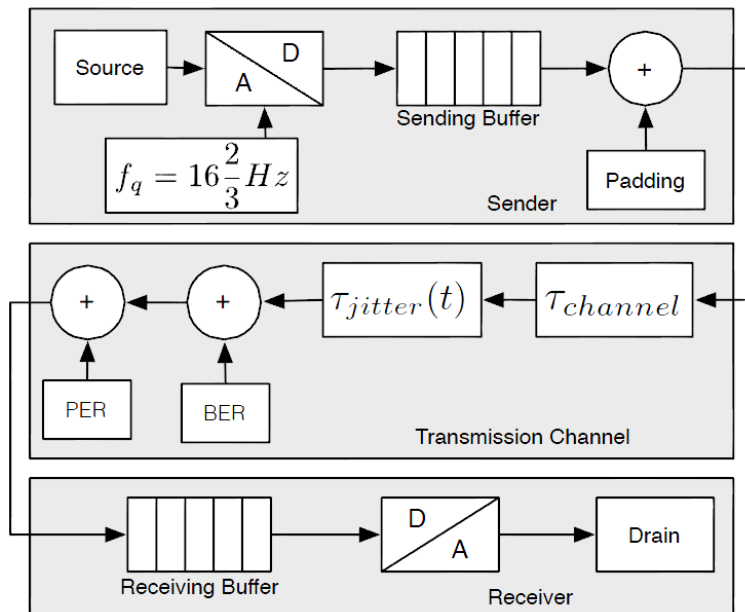 Source
D
A
Sending Buffer
+
f_q = 16 2/3 Hz
Padding
Sender
+
+
τ_jitter(t)
τ_channel
PER
BER
Transmission Channel
D
A
Drain
Receiving Buffer
Receiver